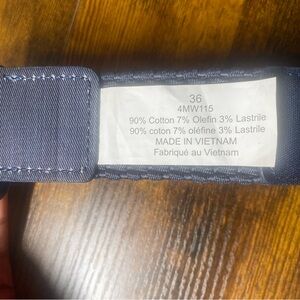 36
4MW115
90% Cotton 7% Olefin 3% Lastrile
90% coton 7% oléfine 3% Lastrile
MADE IN VIETNAM
Fabriqué au Vietnam